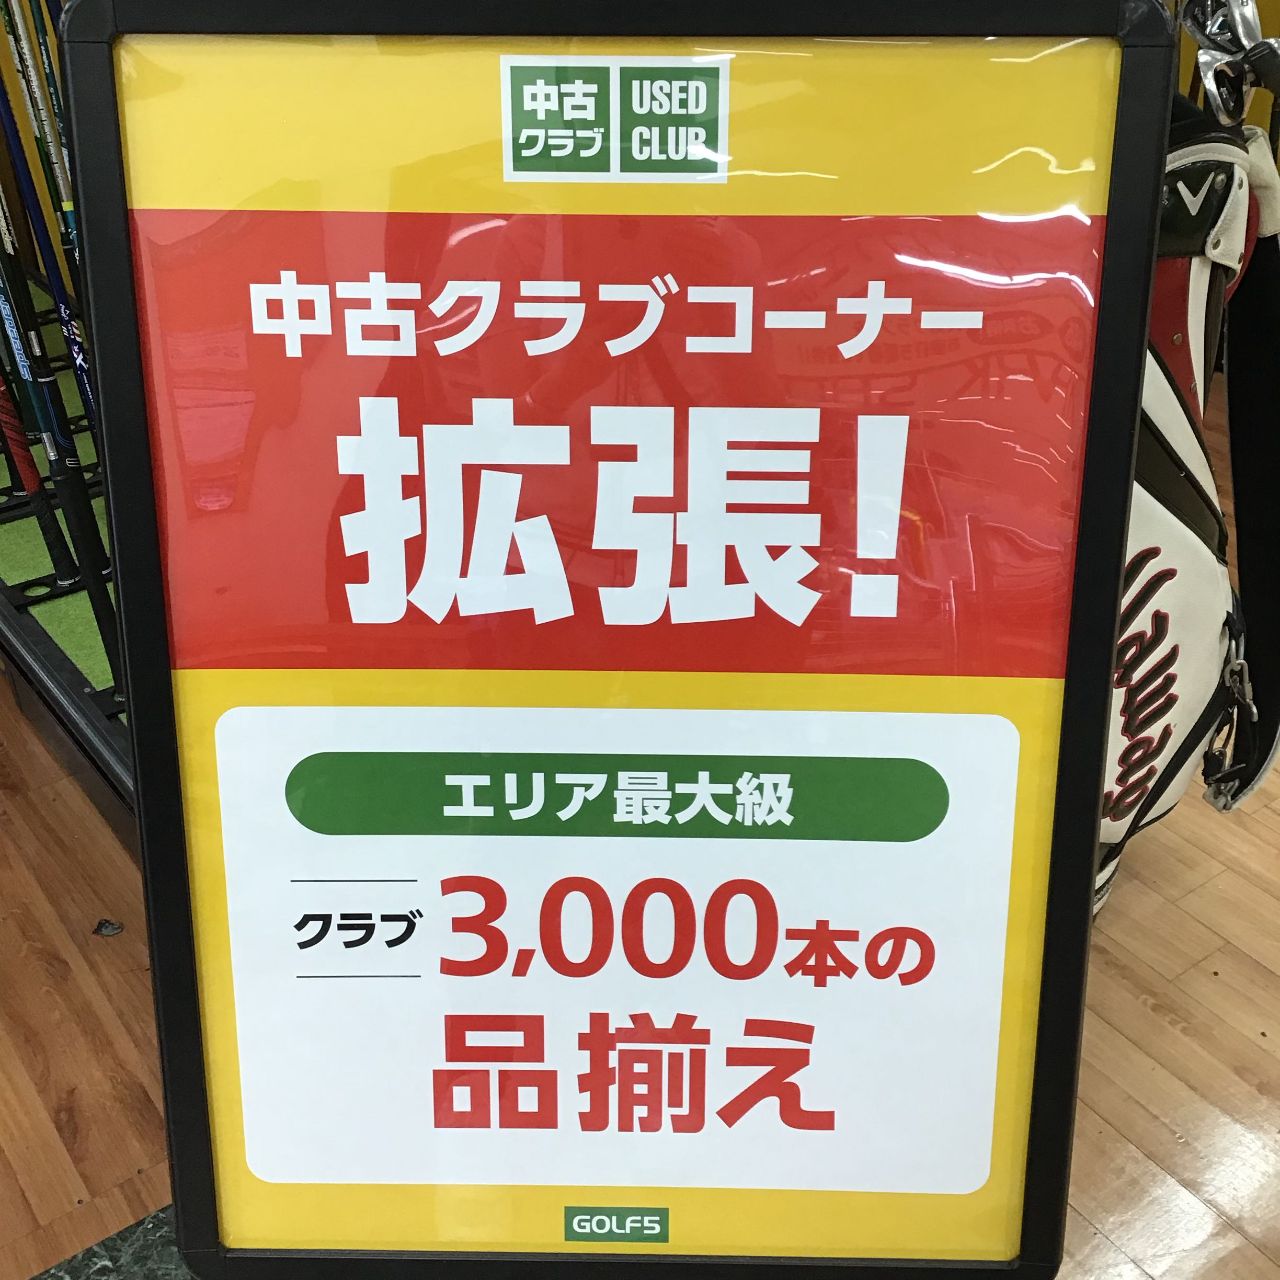 中古
クラブ
USED
CLUB
中古クラブコーナー
拡張!
エリア最大級
クラブ 3,000本の
品揃え
GOLF5
Callaway